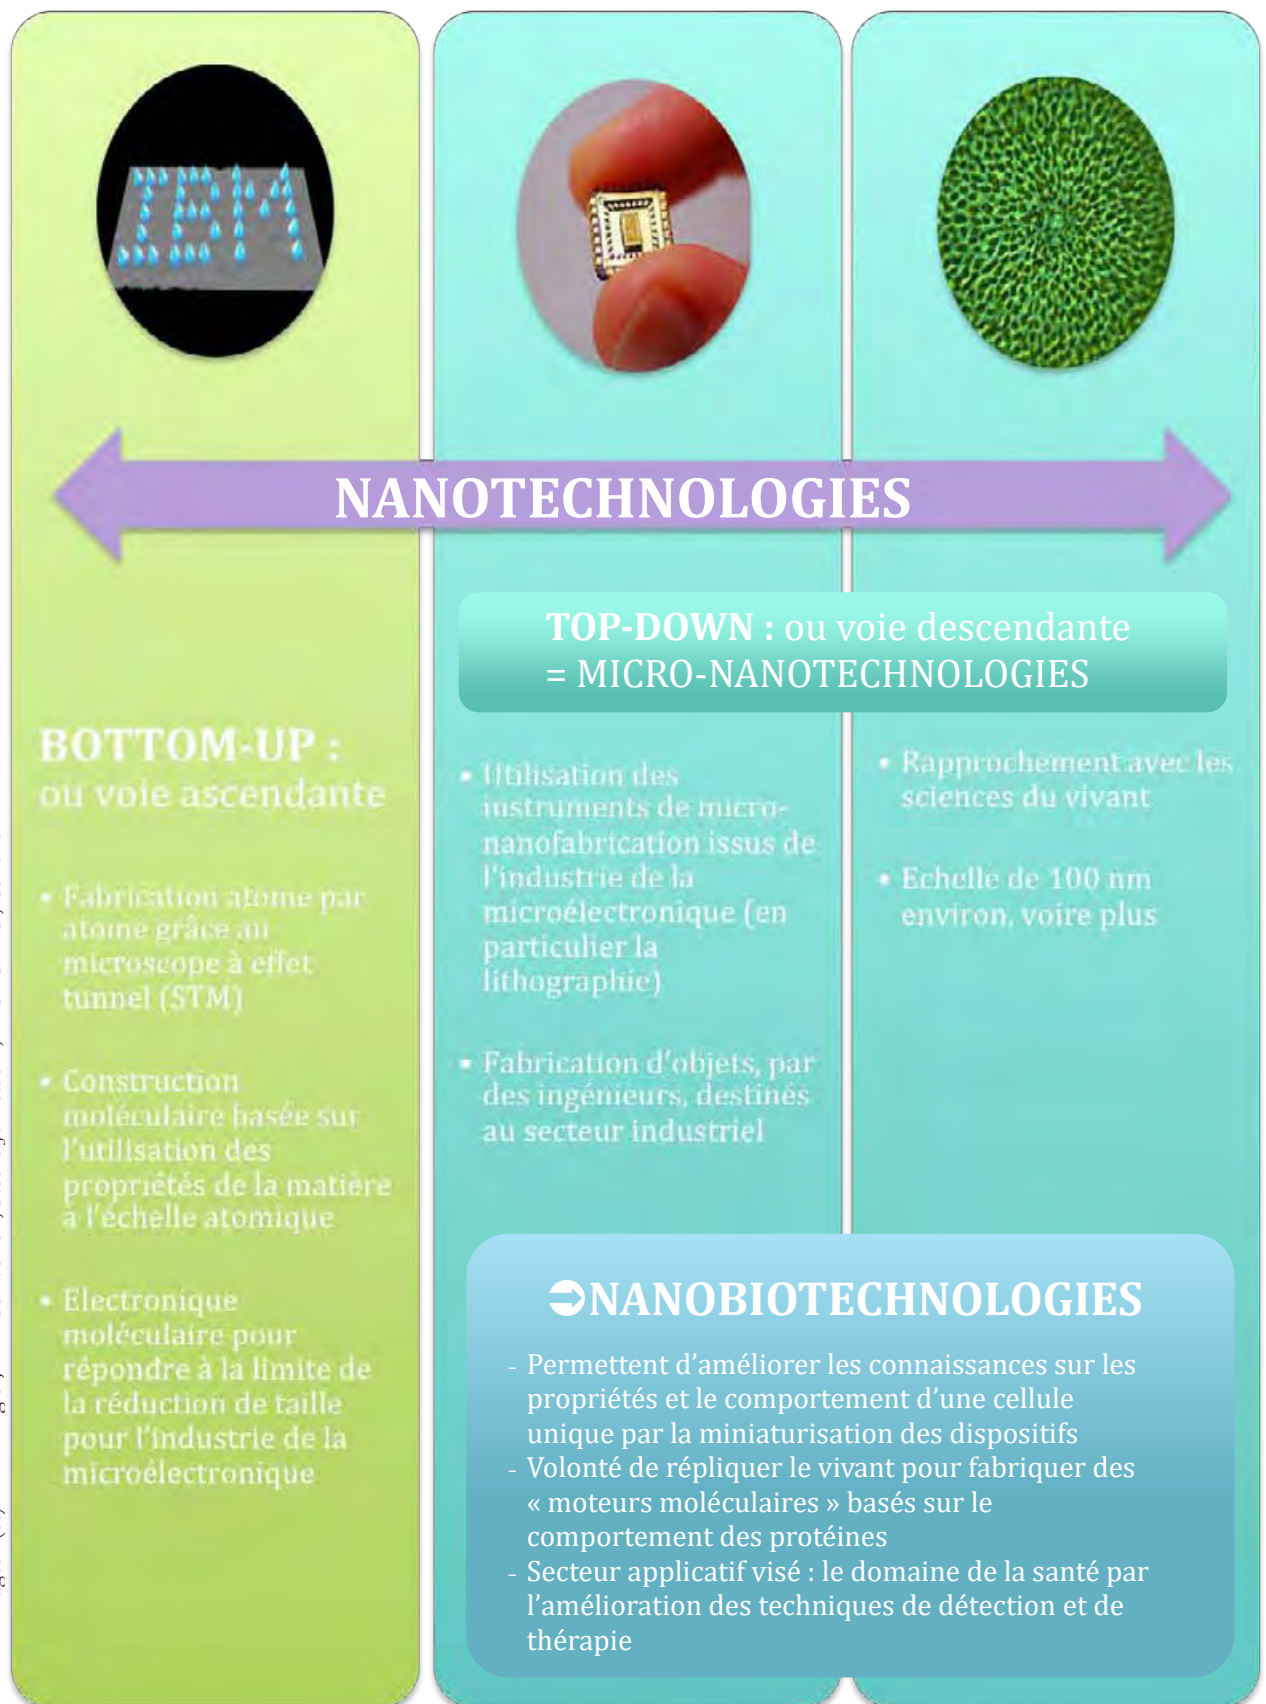 IBM
NANOTECHNOLOGIES
BOTTOM-UP :
ou voie ascendante
• Fabrication atome par
atome grâce au
microscope à effet
tunnel (STM)
• Construction
moléculaire basée sur
l'utilisation des
propriétés de la matière
à l'échelle atomique
• Electronique
moléculaire pour
répondre à la limite de
la réduction de taille
pour l'industrie de la
microélectronique
TOP-DOWN : ou voie descendante
= MICRO-NANOTECHNOLOGIES
• Utilisation des
instruments de micro-
nanofabrication issus de
l'industrie de la
microélectronique (en
particulier la
lithographie)
• Fabrication d'objets, par
des ingénieurs, destinés
au secteur industriel
• Rapprochement avec les
sciences du vivant
• Echelle de 100 nm
environ, voire plus
➲NANOBIOTECHNOLOGIES
- Permettent d’améliorer les connaissances sur les
propriétés et le comportement d’une cellule
unique par la miniaturisation des dispositifs
- Volonté de répliquer le vivant pour fabriquer des
« moteurs moléculaires » basés sur le
comportement des protéines
- Secteur applicatif visé : le domaine de la santé par
l’amélioration des techniques de détection et de
thérapie